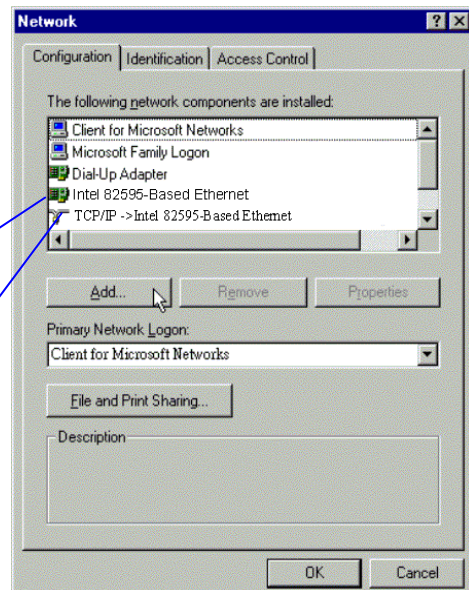 Network
Configuration
Identification
Access Control
The following network components are installed:
Client for Microsoft Networks
Microsoft Family Logon
Dial-Up Adapter
Intel 82595-Based Ethernet
TCP/IP ->Intel 82595-Based Ethernet
Add...
Remove
Properties
Primary Network Logon:
Client for Microsoft Networks
File and Print Sharing...
Description
OK
Cancel